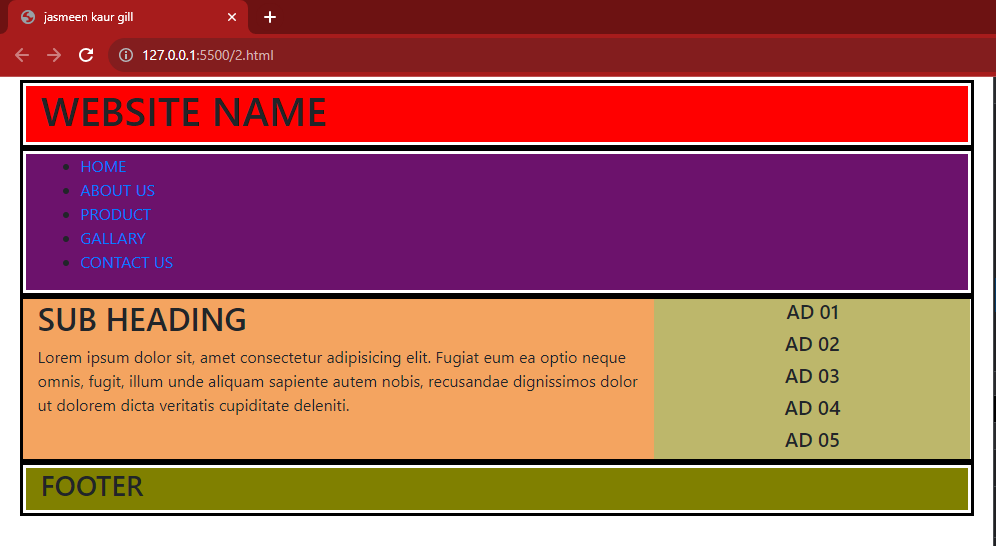 jasmeen kaur gill
127.0.0.1:5500/2.html
WEBSITE NAME
HOME
ABOUT US
PRODUCT
GALLARY
CONTACT US
SUB HEADING
Lorem ipsum dolor sit, amet consectetur adipisicing elit. Fugiat eum ea optio neque
omnis, fugit, illum unde aliquam sapiente autem nobis, recusandae dignissimos dolor
ut dolorem dicta veritatis cupiditate deleniti.
AD 01
AD 02
AD 03
AD 04
AD 05
FOOTER